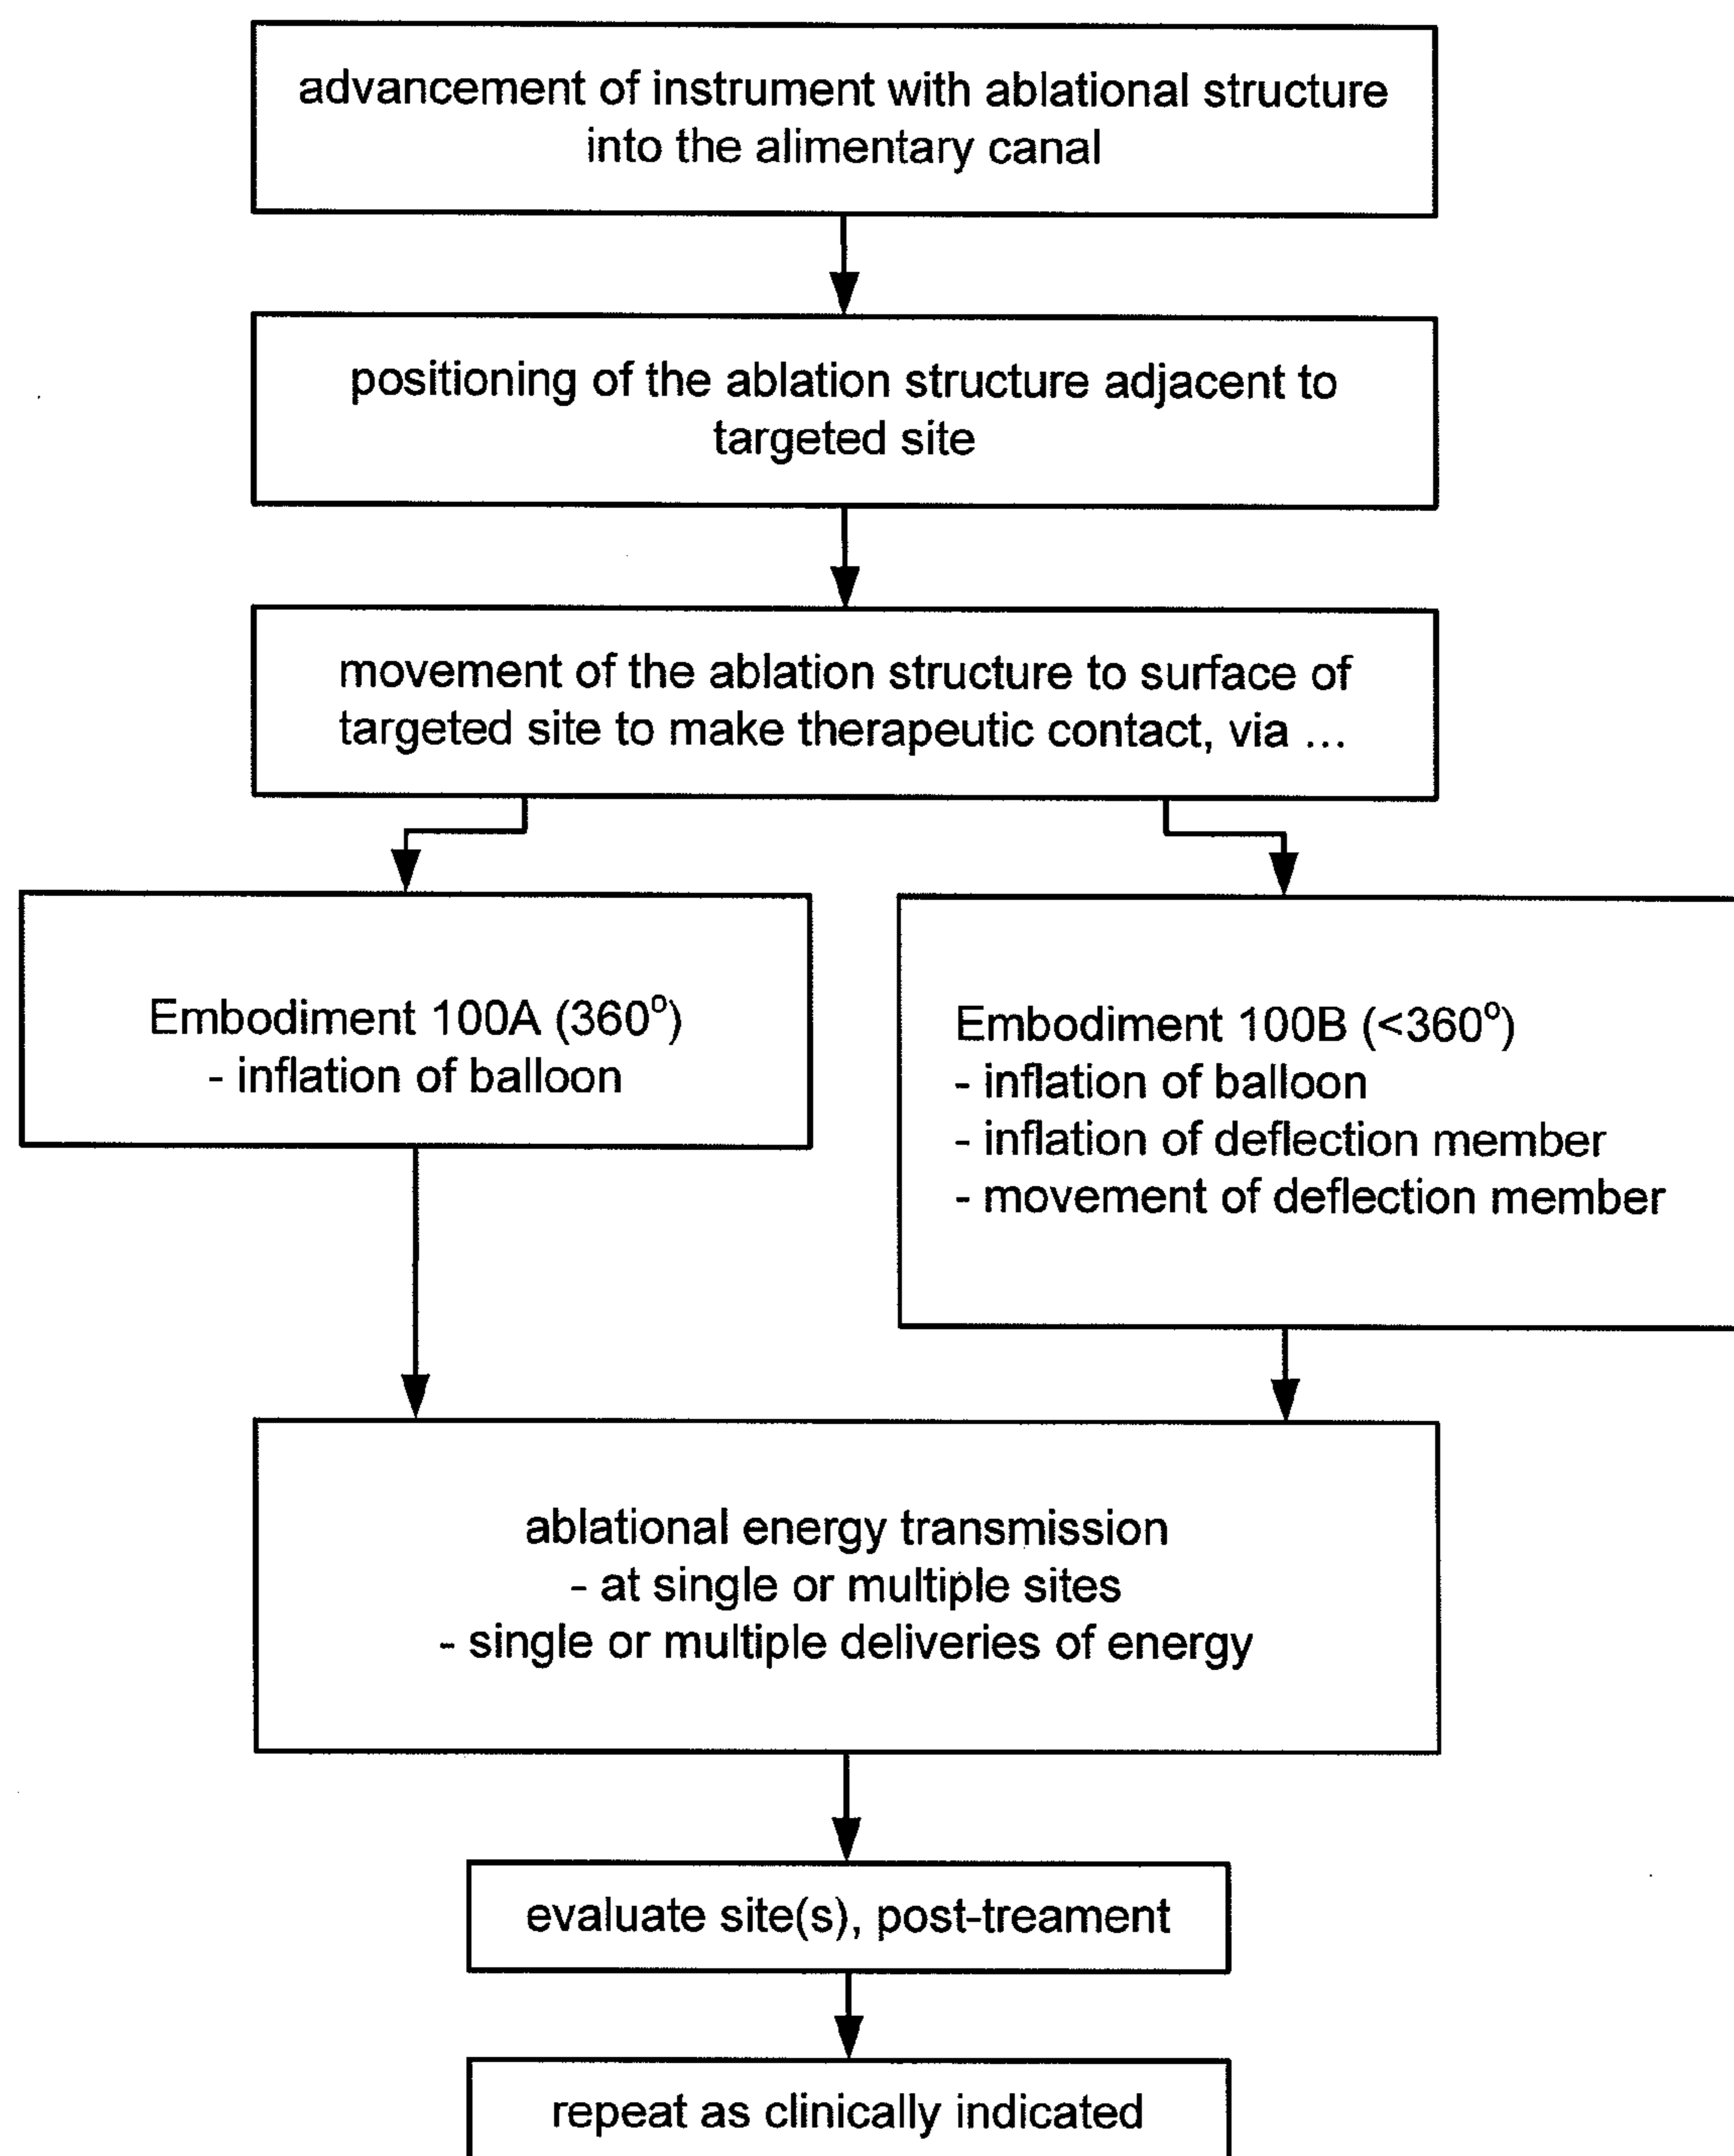 advancement of instrument with ablational structure
into the alimentary canal
positioning of the ablation structure adjacent to
targeted site
movement of the ablation structure to surface of
targeted site to make therapeutic contact, via ...
Embodiment 100A (360º)
- inflation of balloon
Embodiment 100B (<360º)
- inflation of balloon
- inflation of deflection member
- movement of deflection member
ablational energy transmission
- at single or multiple sites
- single or multiple deliveries of energy
evaluate site(s), post-treament
repeat as clinically indicated